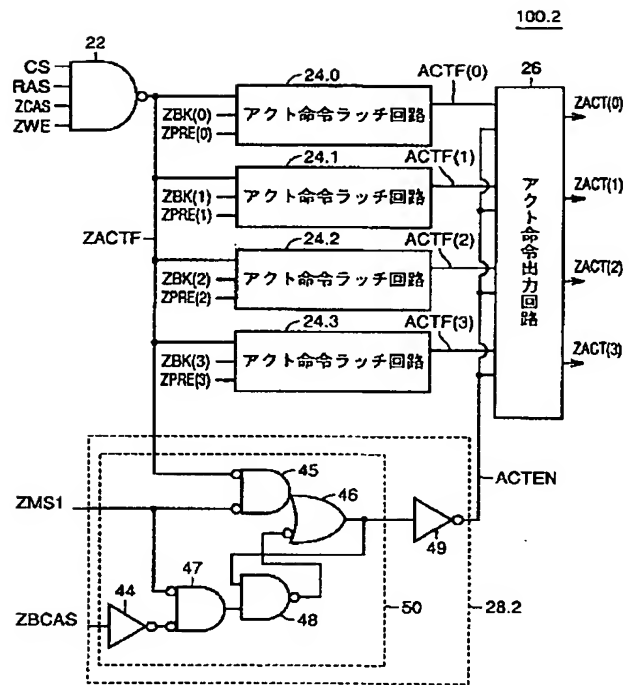 100.2
22
CS
RAS
ZCAS
ZWE
24.0
ZBK(0)
ZPRE(0)
アクト命令ラッチ回路
ACTF(0)
26
ZACT(0)
24.1
ZBK(1)
ZPRE(1)
アクト命令ラッチ回路
ACTF(1)
ZACT(1)
ZACTF
24.2
ZBK(2)
ZPRE(2)
アクト命令ラッチ回路
ACTF(2)
ZACT(2)
24.3
ZBK(3)
ZPRE(3)
アクト命令ラッチ回路
ACTF(3)
ZACT(3)
アクト命令出力回路
45
46
ACTEN
ZMS1
49
47
44
48
ZBCAS
50
28.2